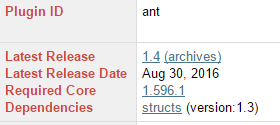 Plugin ID ant
Latest Release 1.4 (archives)
Latest Release Date Aug 30, 2016
Required Core 1.596.1
Dependencies structs (version:1.3)